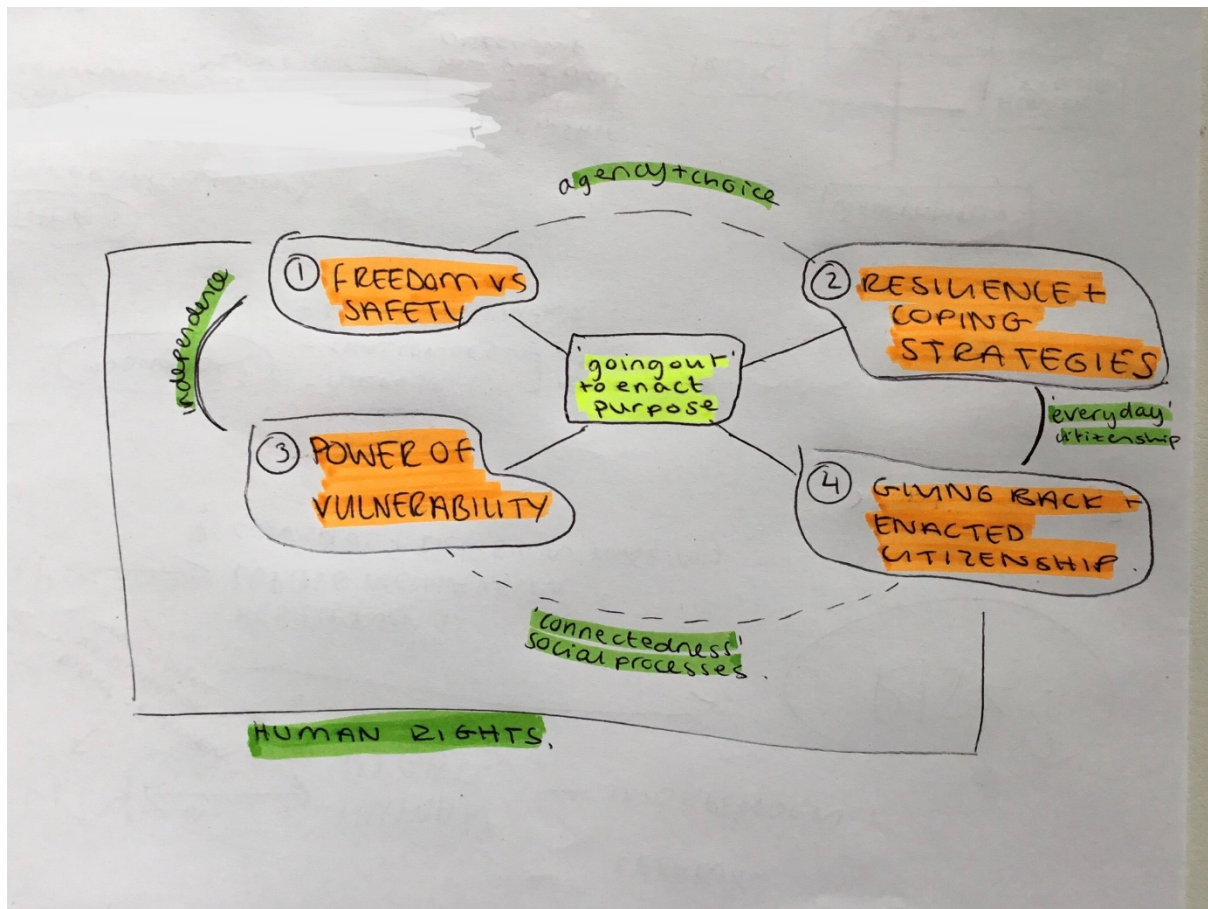 agency+choice
① FREEDOM VS
SAFETY
② RESILIENCE +
COPING
STRATEGIES
independence
'going out'
to enact
purpose
'everyday'
citizenship
③ POWER OF
VULNERABILITY
④ GIVING BACK +
ENACTED
CITIZENSHIP.
'connectedness'
social processes.
HUMAN RIGHTS.